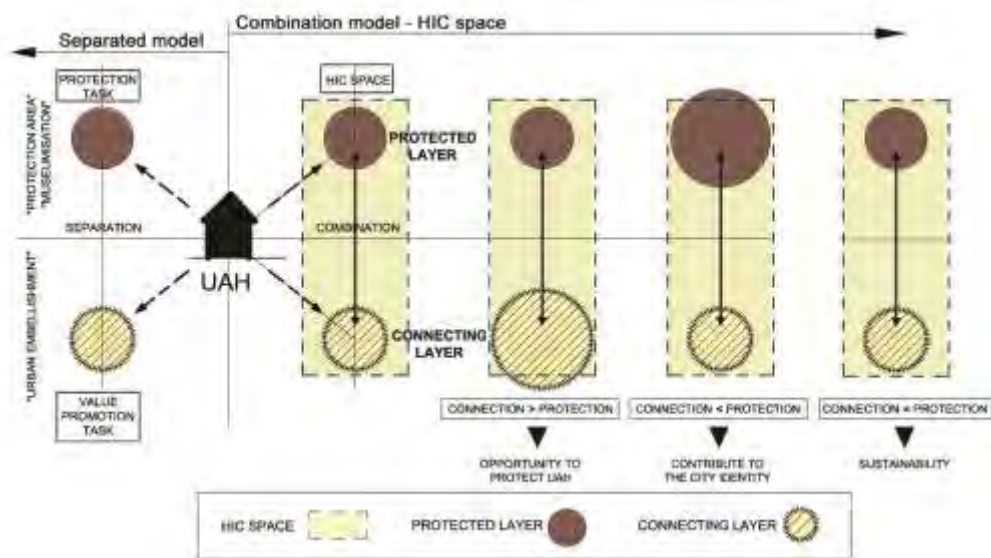 Combination model - HIC space
Separated model
PROTECTION
TASK
HIC SPACE
"PROTECTION AREA"
"MUSEUMISATION"
PROTECTED
LAYER
SEPARATION
COMBINATION
UAH
"URBAN EMBELLISHMENT"
CONNECTING
LAYER
VALUE
PROMOTION
TASK
CONNECTION > PROTECTION
CONNECTION < PROTECTION
CONNECTION = PROTECTION
OPPORTUNITY TO
PROTECT UAH
CONTRIBUTE TO
THE CITY IDENTITY
SUSTAINABILITY
HIC SPACE
PROTECTED LAYER
CONNECTING LAYER